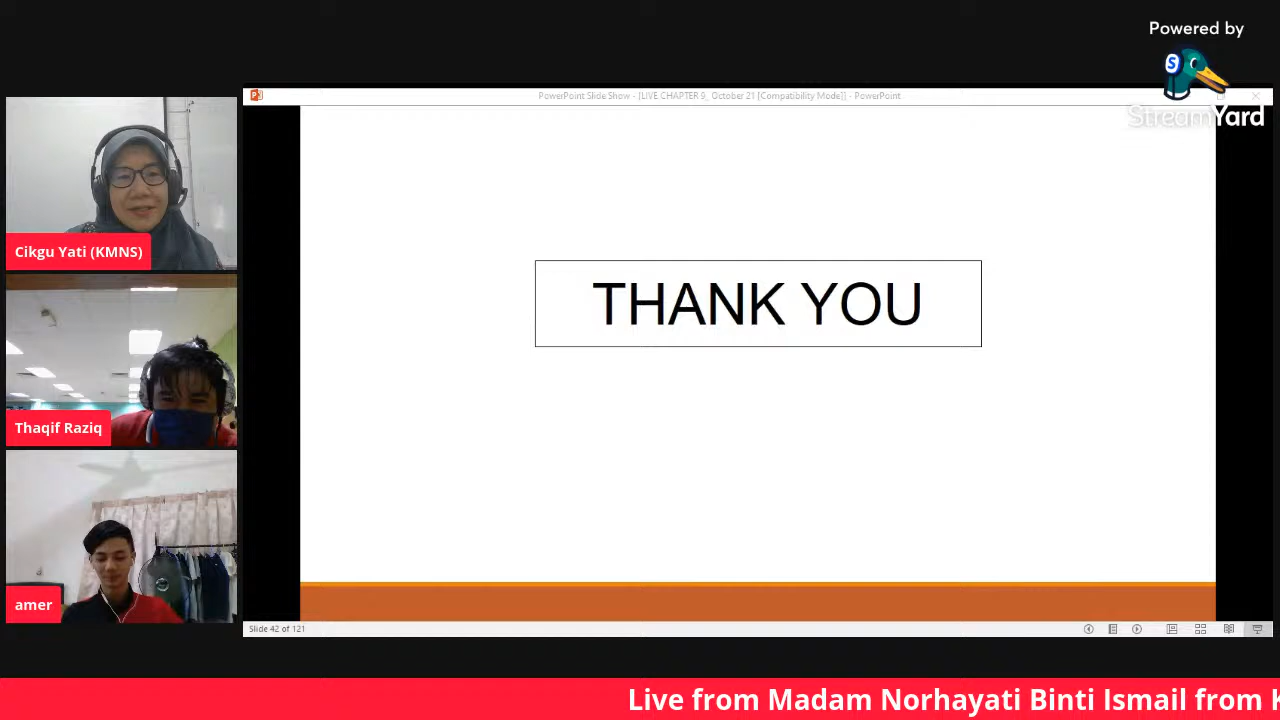 Powered by
S
StreamYard
PowerPoint Slide Show - [LIVE CHAPTER 9_ October 21 [Compatibility Mode]] - PowerPoint
Cikgu Yati (KMNS)
Thaqif Raziq
amer
THANK YOU
Slide 42 of 121
Live from Madam Norhayati Binti Ismail from K